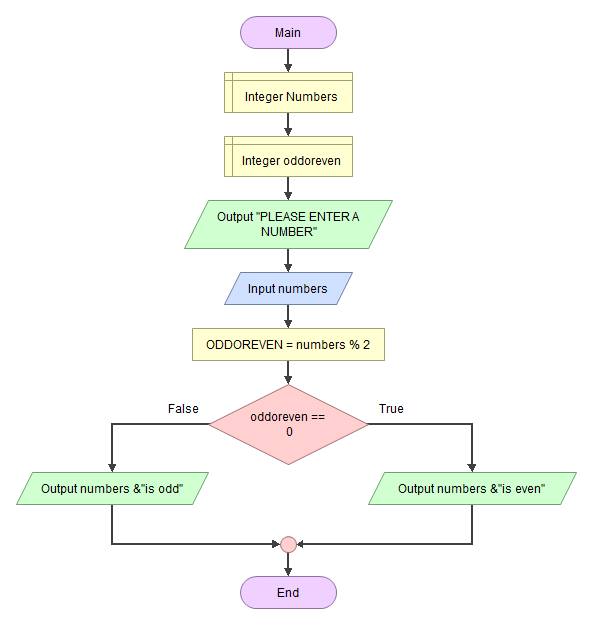 Main
Integer Numbers
Integer oddoreven
Output "PLEASE ENTER A
NUMBER"
Input numbers
ODDOREVEN = numbers % 2
oddoreven ==
0
False
True
Output numbers &"is odd"
Output numbers &"is even"
End